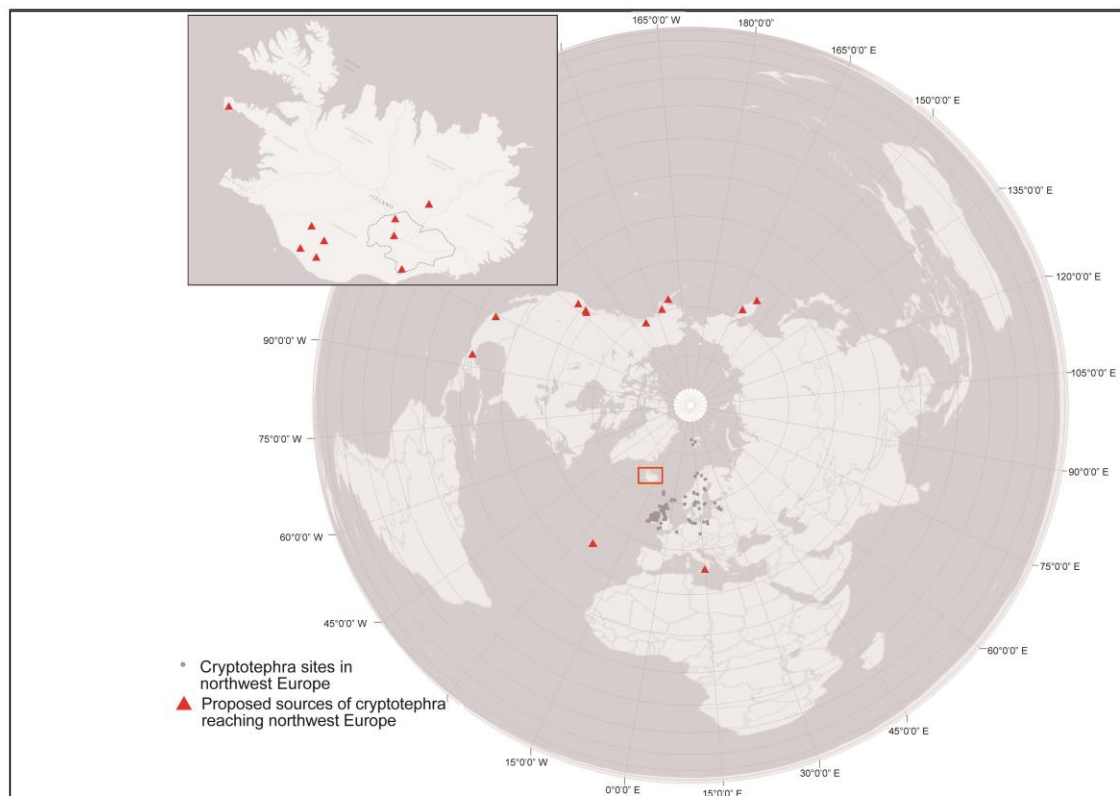 165°0'0" W
180°0'0"
165°0'0" E
150°0'0" E
135°0'0" E
120°0'0" E
105°0'0" E
90°0'0" E
75°0'0" E
60°0'0" E
45°0'0" E
30°0'0" E
15°0'0" E
0°0'0" E
15°0'0" W
45°0'0" W
60°0'0" W
75°0'0" W
90°0'0" W
ICELAND
Cryptotephra sites in
northwest Europe
Proposed sources of cryptotephra
reaching northwest Europe